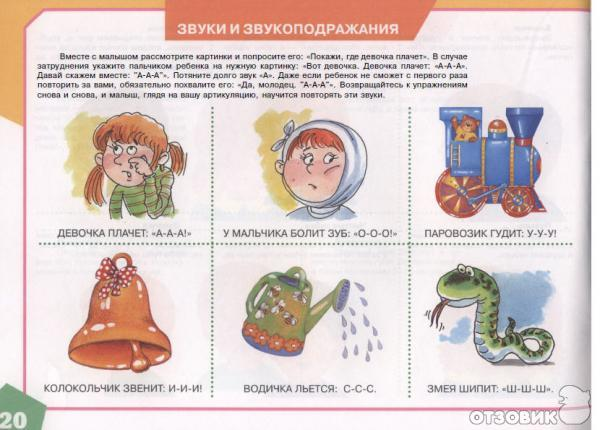 ЗВУКИ И ЗВУКОПОДРАЖАНИЯ
Вместе с малышом рассмотрите картинки и попросите его: «Покажи, где девочка плачет». В случае
затруднения укажите пальчиком ребенка на нужную картинку: «Вот девочка. Девочка плачет: «А-А-А».
Давай скажем вместе: "А-А-А"». Потяните долго звук «А». Даже если ребенок не сможет с первого раза
повторить за вами, обязательно похвалите его: «Да, молодец. "А-А-А"». Возвращайтесь к упражнениям
снова и снова, и малыш, глядя на вашу артикуляцию, научится повторять эти звуки.
ДЕВОЧКА ПЛАЧЕТ: «А-А-А!»
У МАЛЬЧИКА БОЛИТ ЗУБ: «О-О-О!»
ПАРОВОЗИК ГУДИТ: У-У-У!
КОЛОКОЛЬЧИК ЗВЕНИТ: И-И-И!
ВОДИЧКА ЛЬЕТСЯ: С-С-С.
ЗМЕЯ ШИПИТ: «Ш-Ш-Ш».
20
ОТЗОВИК